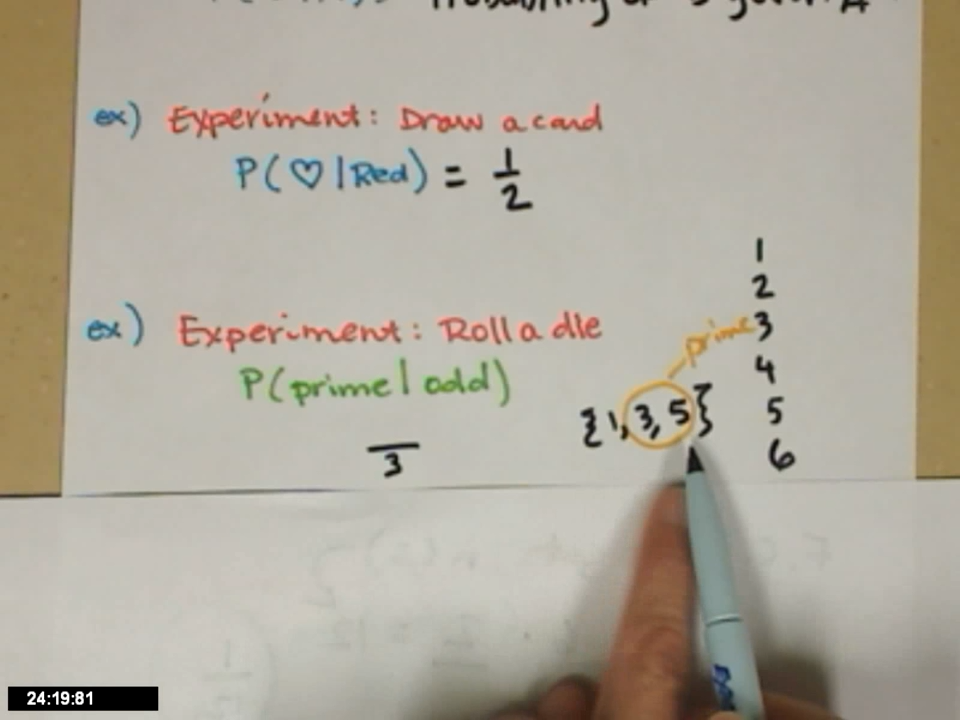 given A
ex) Experiment: Draw a card
P(♡|Red) = 1/2
ex) Experiment: Roll a die
P(prime|odd)
3
{1, 3, 5}
prime
1
2
3
4
5
6
24:19:81